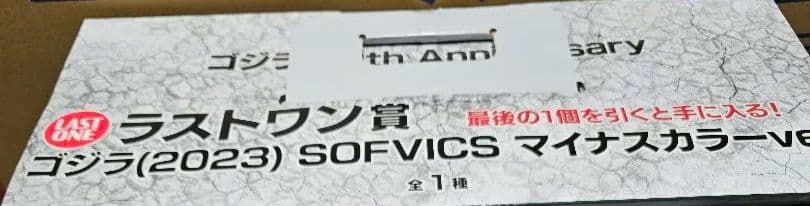 ゴジラ th Ann sary
LAST ONE ラストワン賞 最後の1個を引くと手に入る!
ゴジラ(2023) SOFVICS マイナスカラーve
全1種